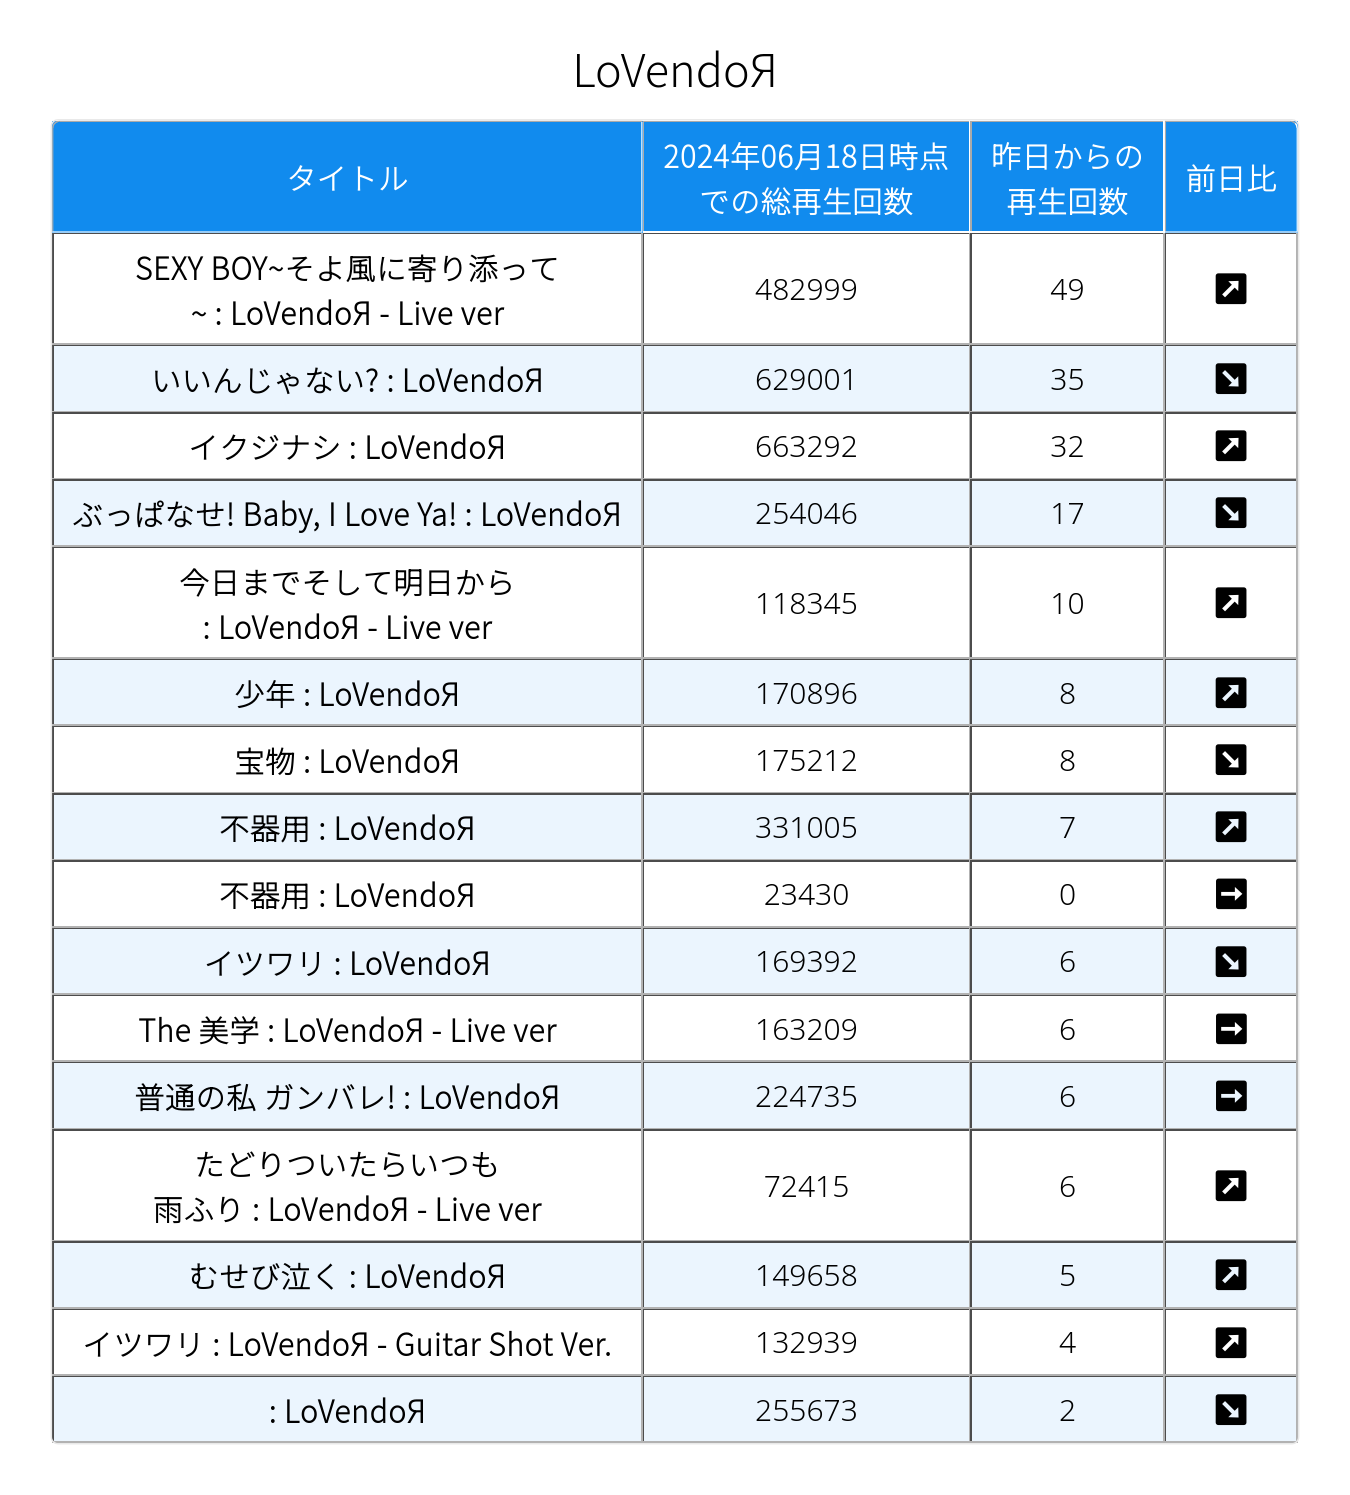 LoVendoЯ
タイトル
2024年06月18日時点
での総再生回数
昨日からの
再生回数
前日比
SEXY BOY~そよ風に寄り添って
~ : LoVendoЯ - Live ver
482999
49
いいんじゃない? : LoVendoЯ
629001
35
イクジナシ : LoVendoЯ
663292
32
ぶっぱなせ! Baby, I Love Ya! : LoVendoЯ
254046
17
今日までそして明日から
: LoVendoЯ - Live ver
118345
10
少年 : LoVendoЯ
170896
8
宝物 : LoVendoЯ
175212
8
不器用 : LoVendoЯ
331005
7
不器用 : LoVendoЯ
23430
0
イツワリ : LoVendoЯ
169392
6
The 美学 : LoVendoЯ - Live ver
163209
6
普通の私 ガンバレ! : LoVendoЯ
224735
6
たどりついたらいつも
雨ふり : LoVendoЯ - Live ver
72415
6
むせび泣く : LoVendoЯ
149658
5
イツワリ : LoVendoЯ - Guitar Shot Ver.
132939
4
: LoVendoЯ
255673
2